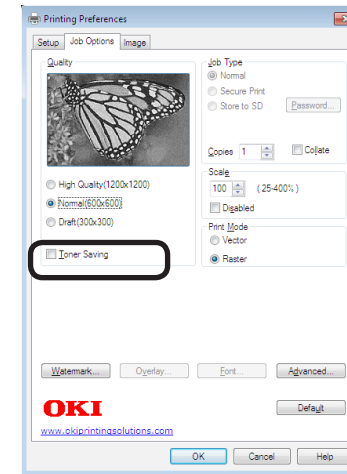 Printing Preferences
Setup Job Options Image
Quality
High Quality(1200x1200)
Normal(600x600)
Draft(300x300)
Toner Saving
Job Type
Normal
Secure Print
Store to SD Password...
Copies 1 Collate
Scale
100 (25-400%)
Disabled
Print Mode
Vector
Raster
Watermark... Overlay... Font... Advanced...
OKI
Default
www.okiprintingsolutions.com
OK Cancel Help